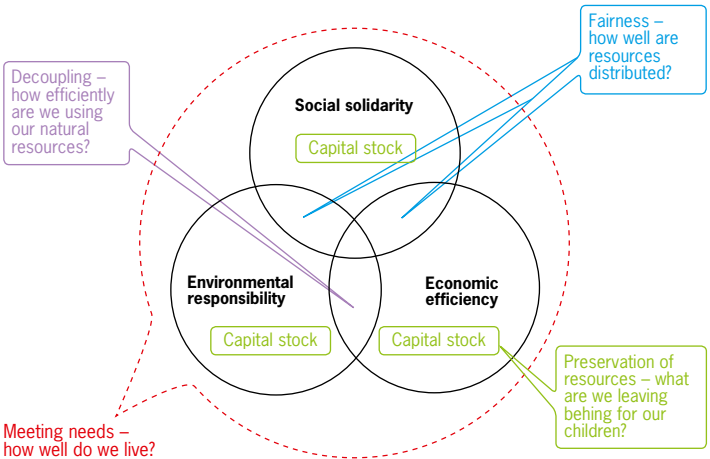 Fairness –
how well are
resources
distributed?
Decoupling –
how efficiently
are we using
our natural
resources?
Social solidarity
Capital stock
Environmental
responsibility
Economic
efficiency
Capital stock
Capital stock
Preservation of
resources – what
are we leaving
behing for our
children?
Meeting needs –
how well do we live?